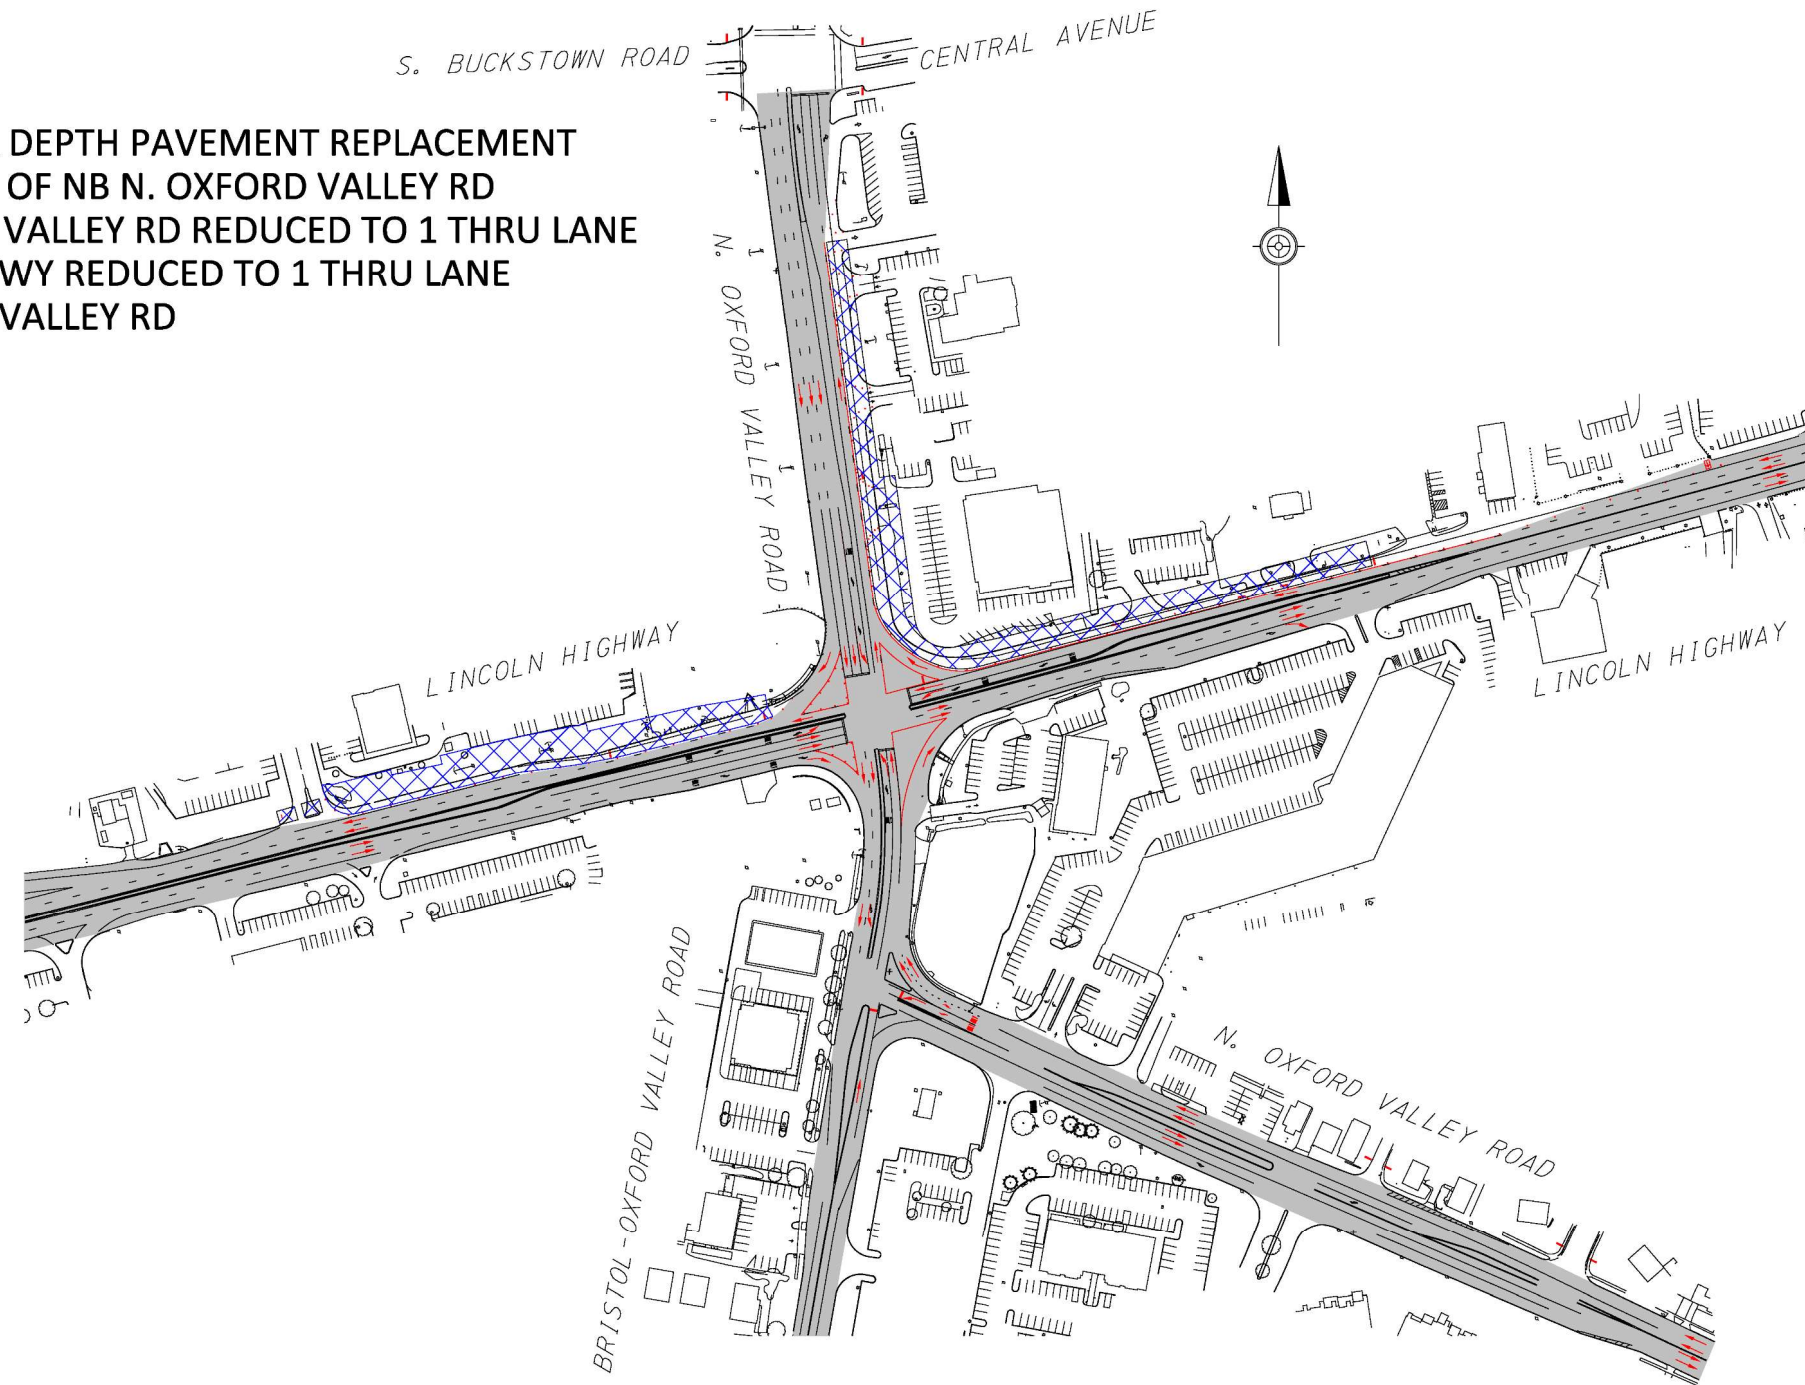 S. BUCKSTOWN ROAD
CENTRAL AVENUE
DEPTH PAVEMENT REPLACEMENT
OF NB N. OXFORD VALLEY RD
VALLEY RD REDUCED TO 1 THRU LANE
WY REDUCED TO 1 THRU LANE
VALLEY RD
N. OXFORD VALLEY ROAD
LINCOLN HIGHWAY
LINCOLN HIGHWAY
BRISTOL-OXFORD VALLEY ROAD
N. OXFORD VALLEY ROAD